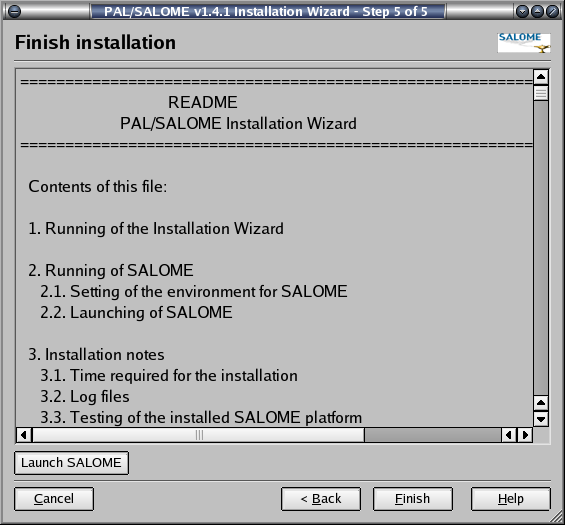 PAL/SALOME v1.4.1 Installation Wizard - Step 5 of 5
Finish installation
SALOME
==========================================================
README
PAL/SALOME Installation Wizard
==========================================================
Contents of this file:
1. Running of the Installation Wizard
2. Running of SALOME
2.1. Setting of the environment for SALOME
2.2. Launching of SALOME
3. Installation notes
3.1. Time required for the installation
3.2. Log files
3.3. Testing of the installed SALOME platform
Launch SALOME
Cancel
< Back
Finish
Help